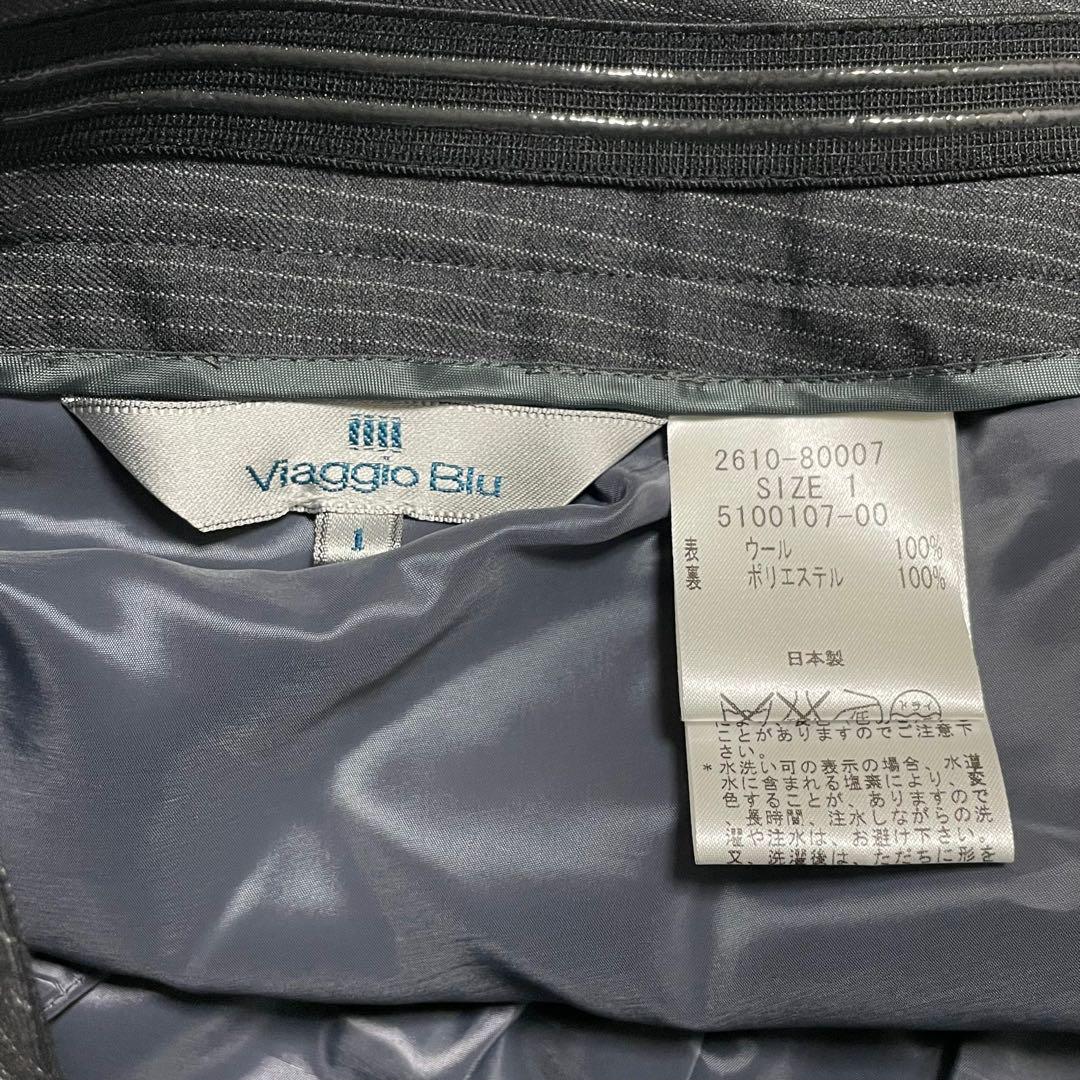 Viaggio Blu
1
2610-80007
SIZE 1
5100107-00
表 ウール 100%
裏 ポリエステル 100%
日本製
低 ドライ
ことがありますのでご注意下
さい。
*水洗い可の表示の場合、水道
水に含まれる塩素により、変
色することが、ありますので
、長時間、注水しながらの洗
濯や注水は、お避け下さい。
又、洗濯後は、ただちに形を